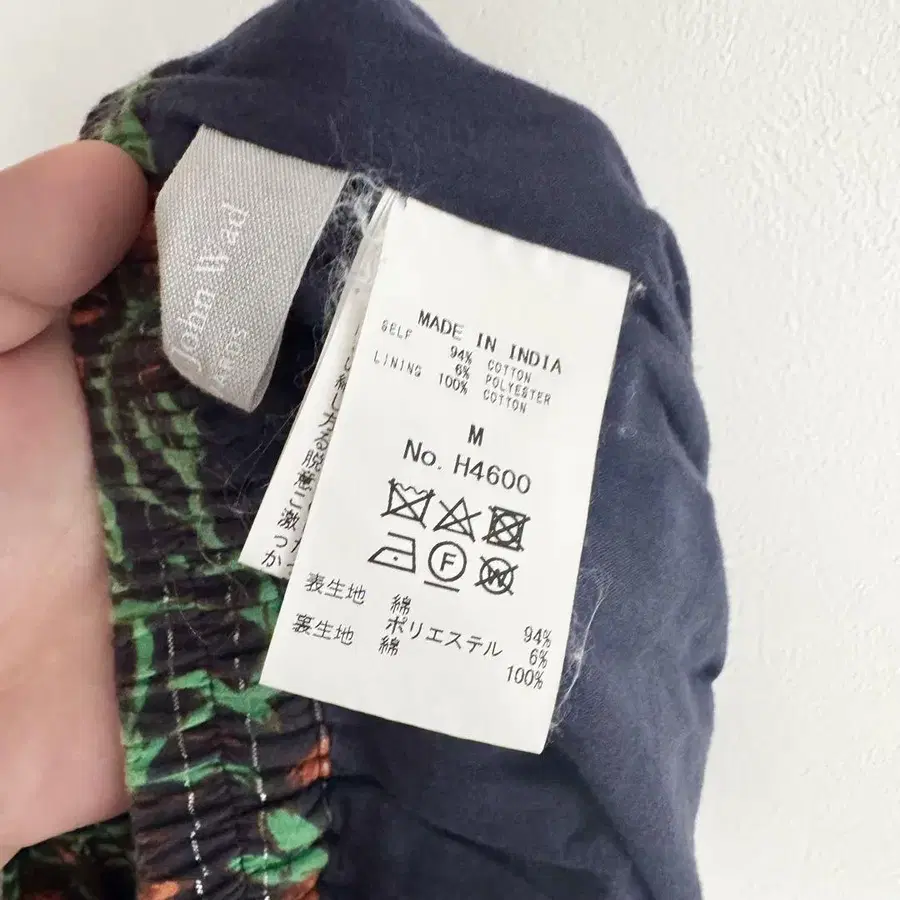 John Wad
MADE IN INDIA
SELF 94% COTTON
6% POLYESTER
LINING 100% COTTON
M
No. H4600
F
W
表生地 綿 94%
ポリエステル 6%
裏生地 綿 100%